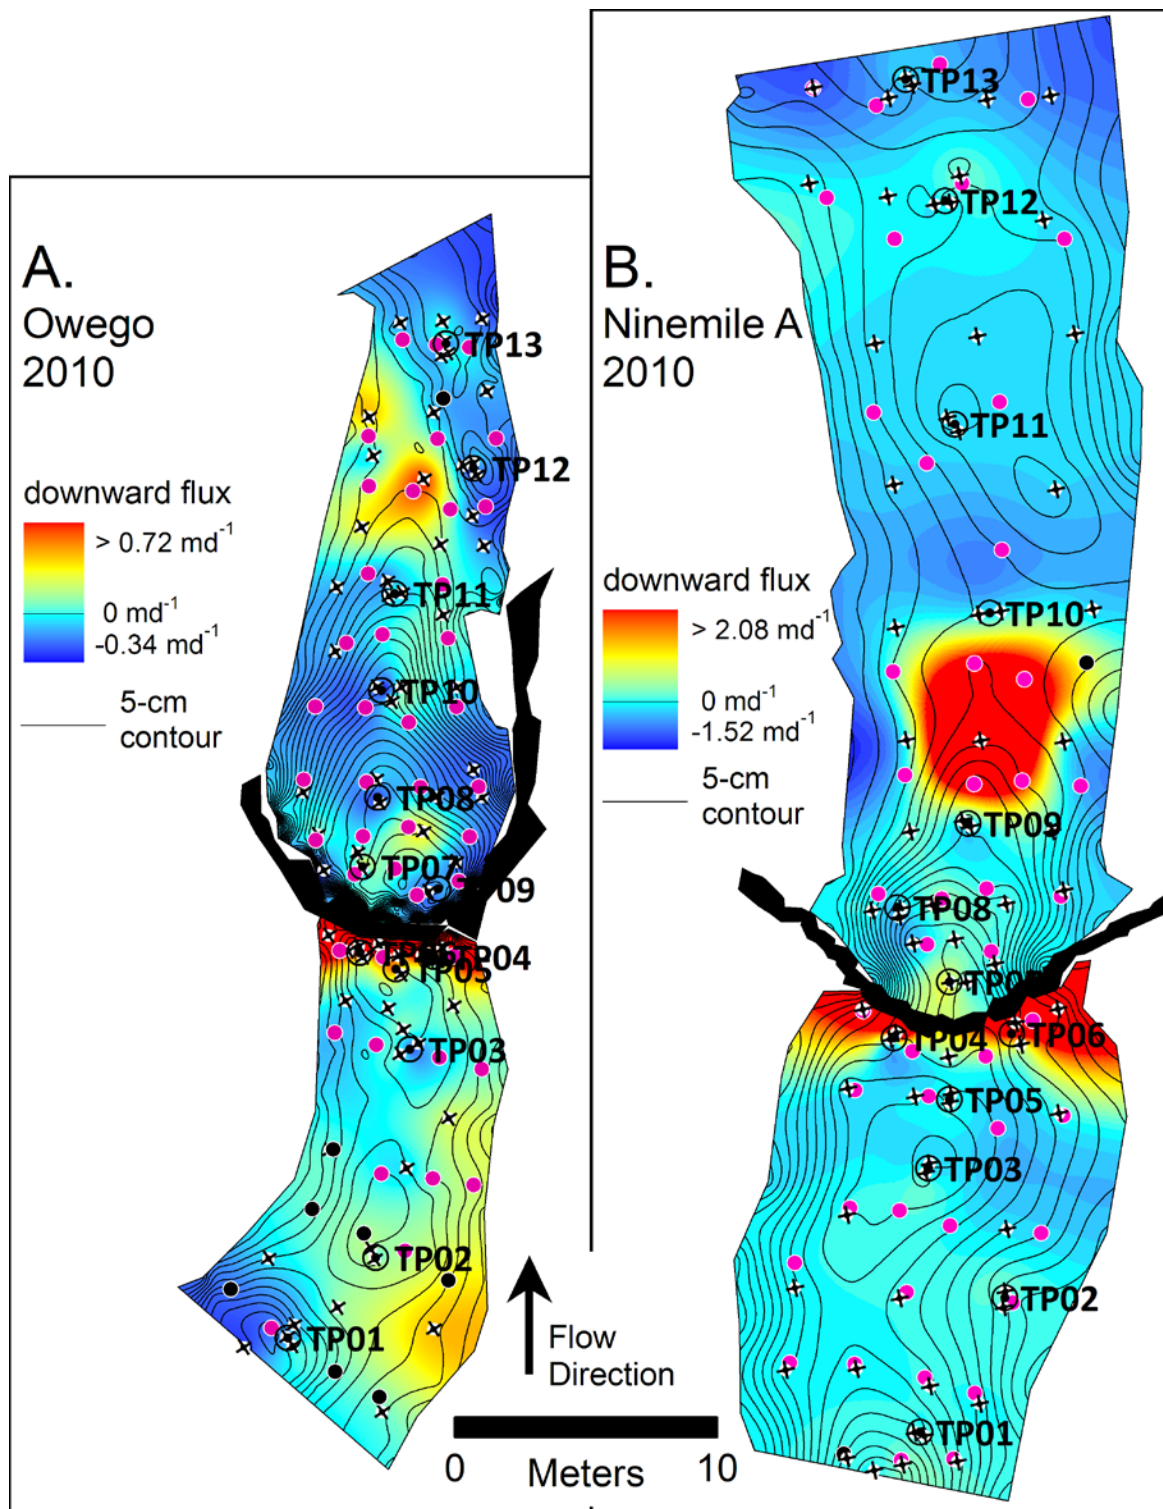 A.
Owego
2010
downward flux
> 0.72 md-1
0 md-1
-0.34 md-1
5-cm
contour
TP13
TP12
TP11
TP10
TP08
TP07
TP09
TP04
TP05
TP03
TP02
TP01
B.
Ninemile A
2010
downward flux
> 2.08 md-1
0 md-1
-1.52 md-1
5-cm
contour
TP13
TP12
TP11
TP10
TP09
TP08
TP04
TP06
TP05
TP03
TP02
TP01
Flow
Direction
0 Meters 10